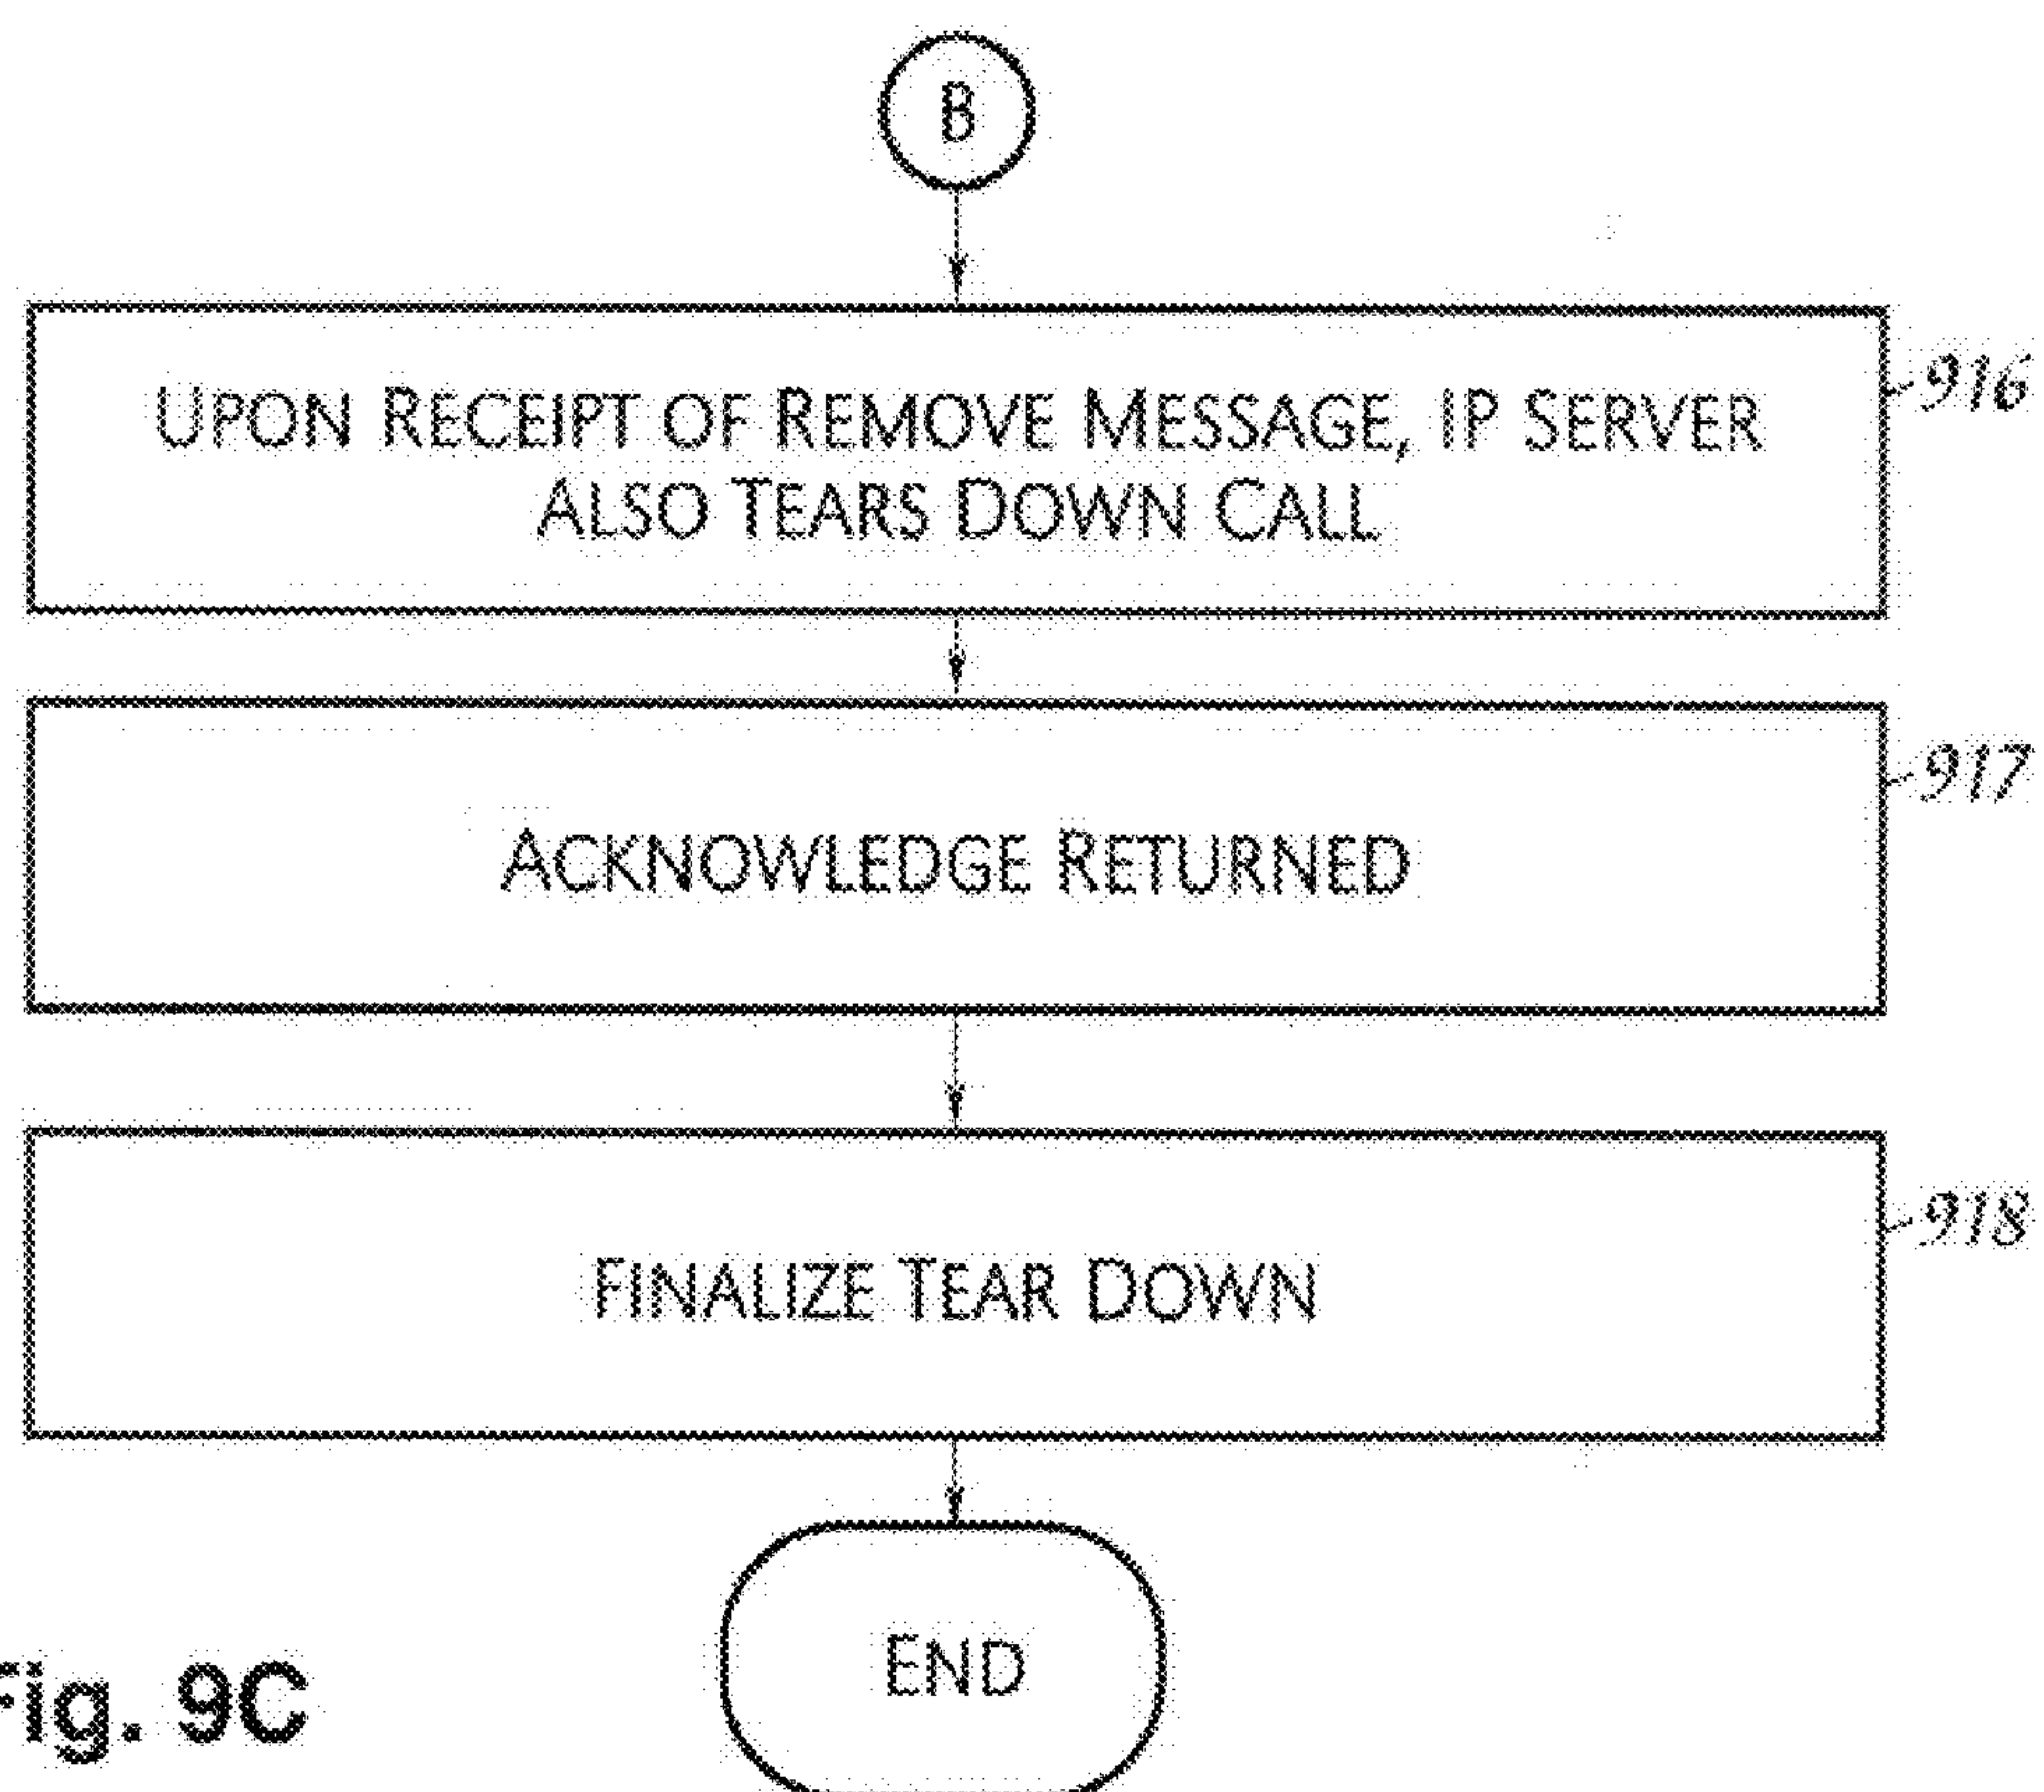 B
UPON RECEIPT OF REMOVE MESSAGE, IP SERVER
ALSO TEARS DOWN CALL
916
ACKNOWLEDGE RETURNED
917
FINALIZE TEAR DOWN
918
END
Fig. 9C